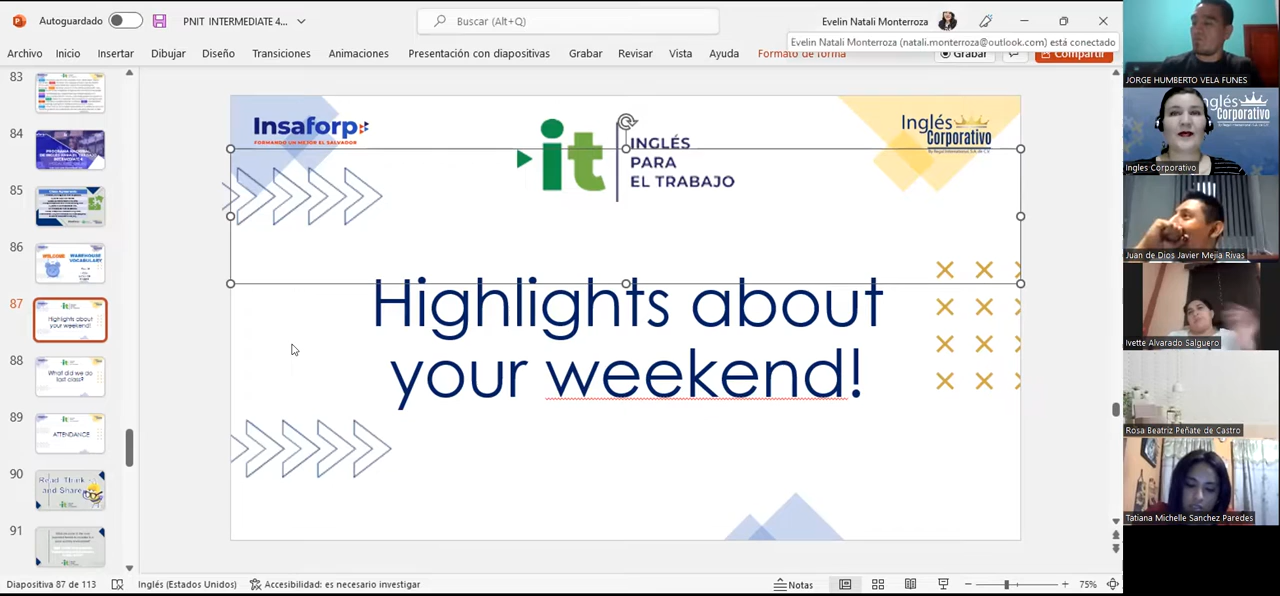 Autoguardado
PNIT INTERMEDIATE 4...
Buscar (Alt+Q)
Evelin Natali Monterroza
Evelin Natali Monterroza (natali.monterroza@outlook.com) está conectado
Archivo Inicio Insertar Dibujar Diseño Transiciones Animaciones Presentación con diapositivas Grabar Revisar Vista Ayuda Formato de forma
Grabar
Compartir
83
84
85
86
WELCOME
WAREHOUSE
VOCABULARY
87
Highlights about
your weekend!
88
What did we do
last class?
89
ATTENDANCE
90
Read, Think
and Share
91
Insaforp
FORMANDO UN MEJOR EL SALVADOR
it
INGLÉS
PARA
EL TRABAJO
Inglés
Corporativo
Highlights about
your weekend!
JORGE HUMBERTO VELA FUNES
Inglés
Corporativo
Ingles Corporativo
Juan de Dios Javier Mejia Rivas
Ivette Alvarado Salguero
Rosa Beatriz Peñate de Castro
Tatiana Michelle Sanchez Paredes
Diapositiva 87 de 113
Inglés (Estados Unidos)
Accesibilidad: es necesario investigar
Notas
75%